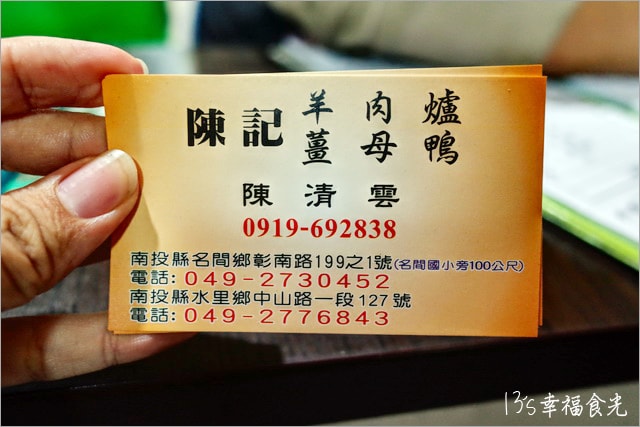 陳記 羊肉爐
薑母鴨
陳清雲
0919-692838
南投縣名間鄉彰南路199之1號(名間國小旁100公尺)
電話: 049-2730452
南投縣水里鄉中山路一段127號
電話: 049-2776843
13's幸福食光